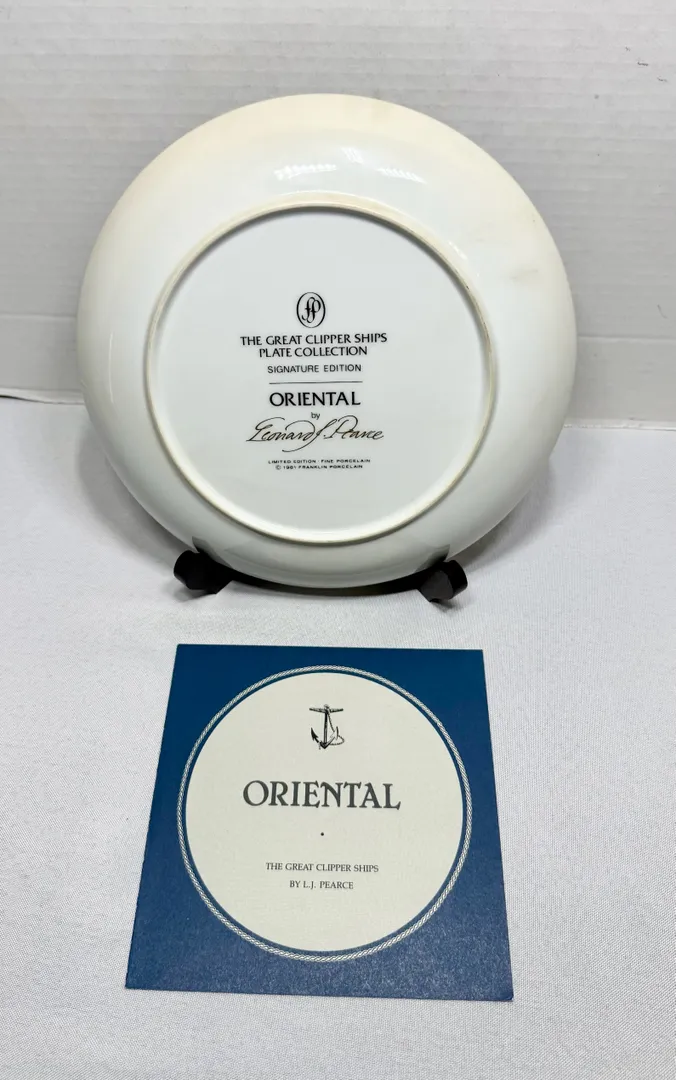 fp
THE GREAT CLIPPER SHIPS
PLATE COLLECTION
SIGNATURE EDITION
ORIENTAL
by
Leonard J. Pearce
LIMITED EDITION · FINE PORCELAIN
© 1981 FRANKLIN PORCELAIN
ORIENTAL
THE GREAT CLIPPER SHIPS
BY L.J. PEARCE